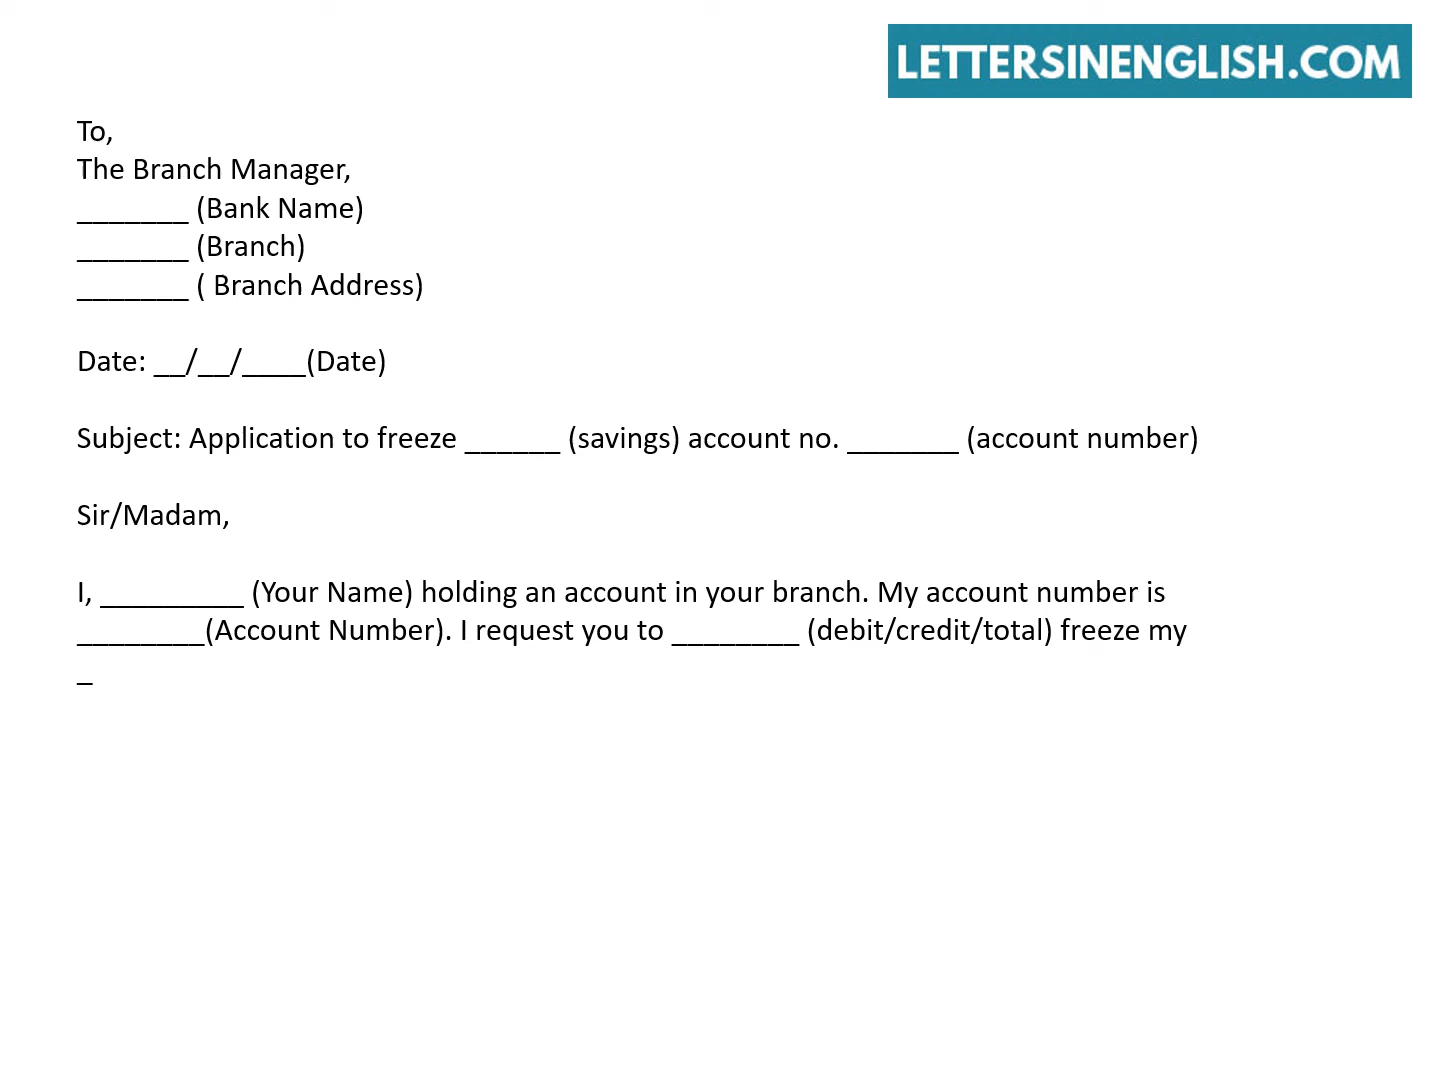 LETTERSINENGLISH.COM
To,
The Branch Manager,
_______ (Bank Name)
_______ (Branch)
_______ ( Branch Address)
Date: __/__/____(Date)
Subject: Application to freeze ______ (savings) account no. _______ (account number)
Sir/Madam,
I, _________ (Your Name) holding an account in your branch. My account number is
________(Account Number). I request you to ________ (debit/credit/total) freeze my
_